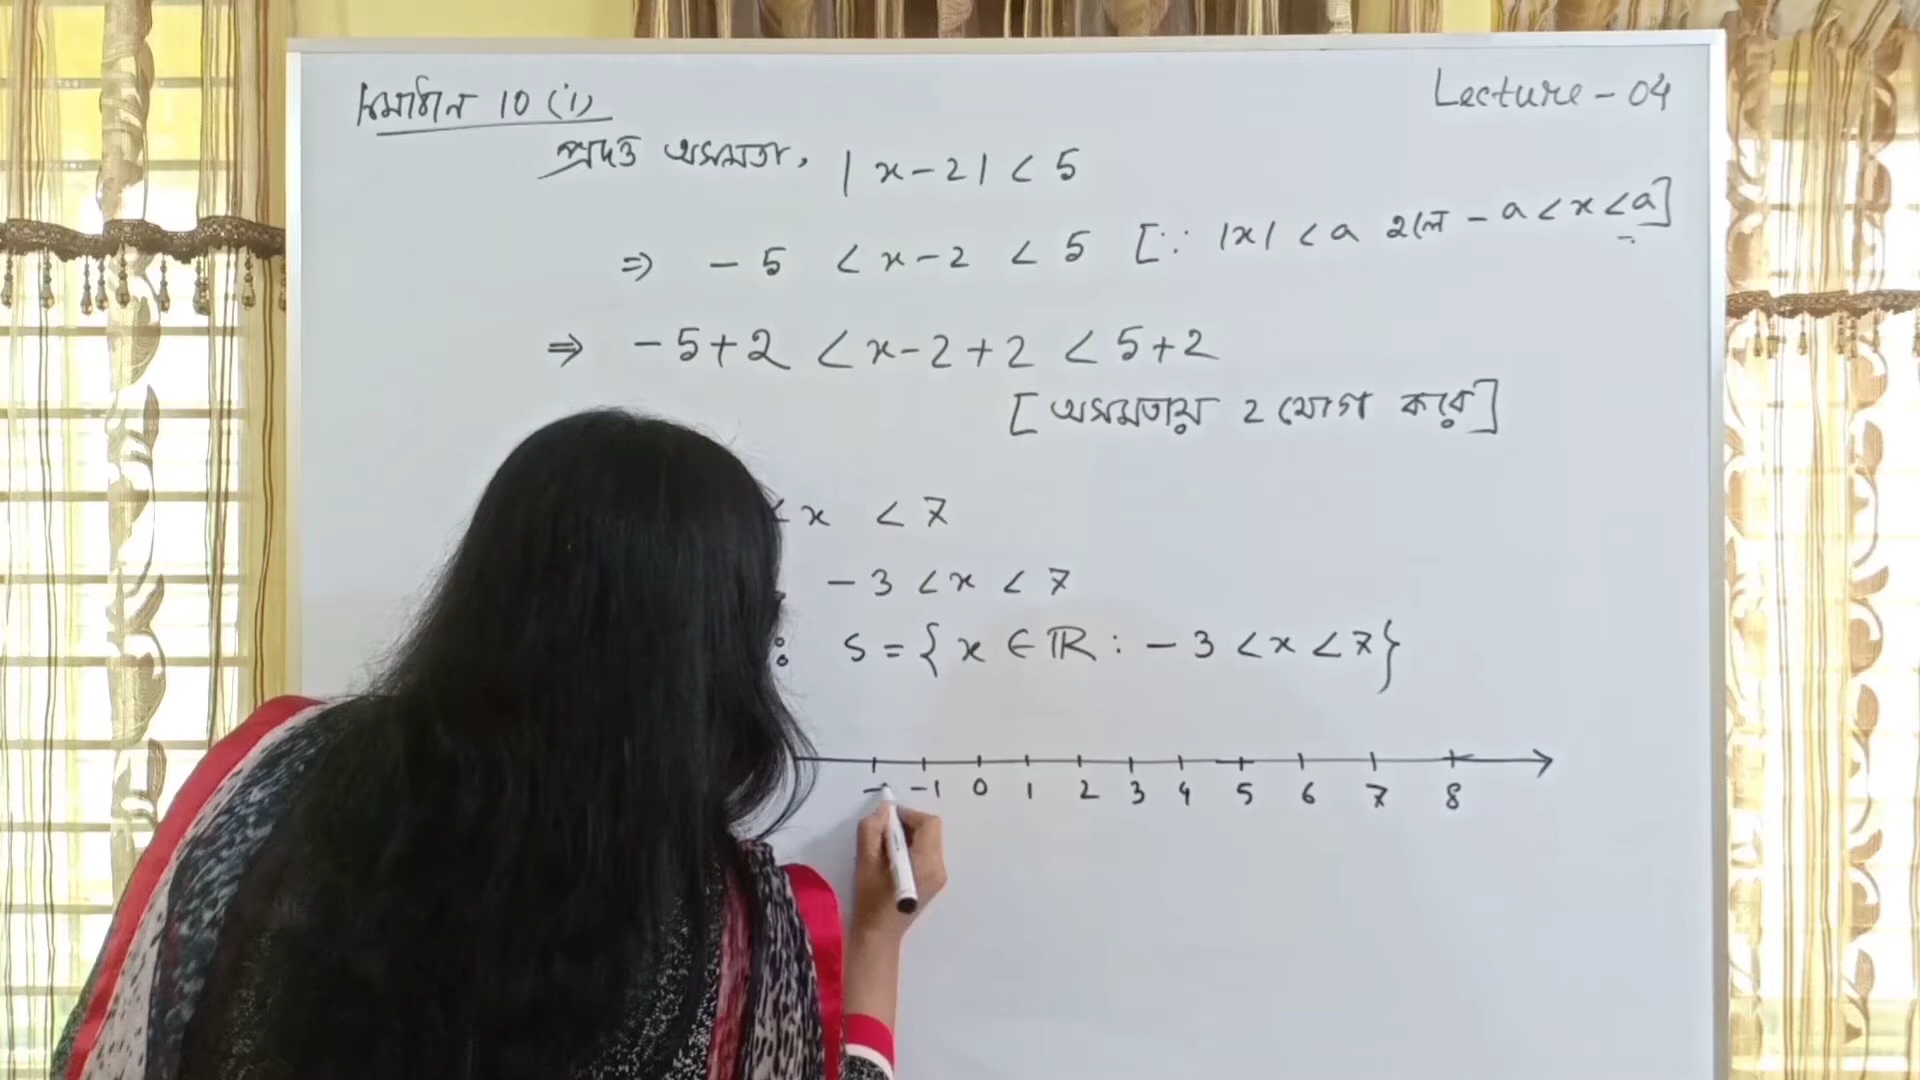 সমাধান 10 (i)
Lecture - 04
প্রদত্ত অসমতা, |x-2| < 5
⇒ -5 < x-2 < 5 [∵ |x| < a হলে -a < x < a]
⇒ -5+2 < x-2+2 < 5+2
[অসমতায় 2 যোগ করে]
< x < 7
-3 < x < 7
S = {x ∈ ℝ : -3 < x < 7}
-1 0 1 2 3 4 5 6 7 8